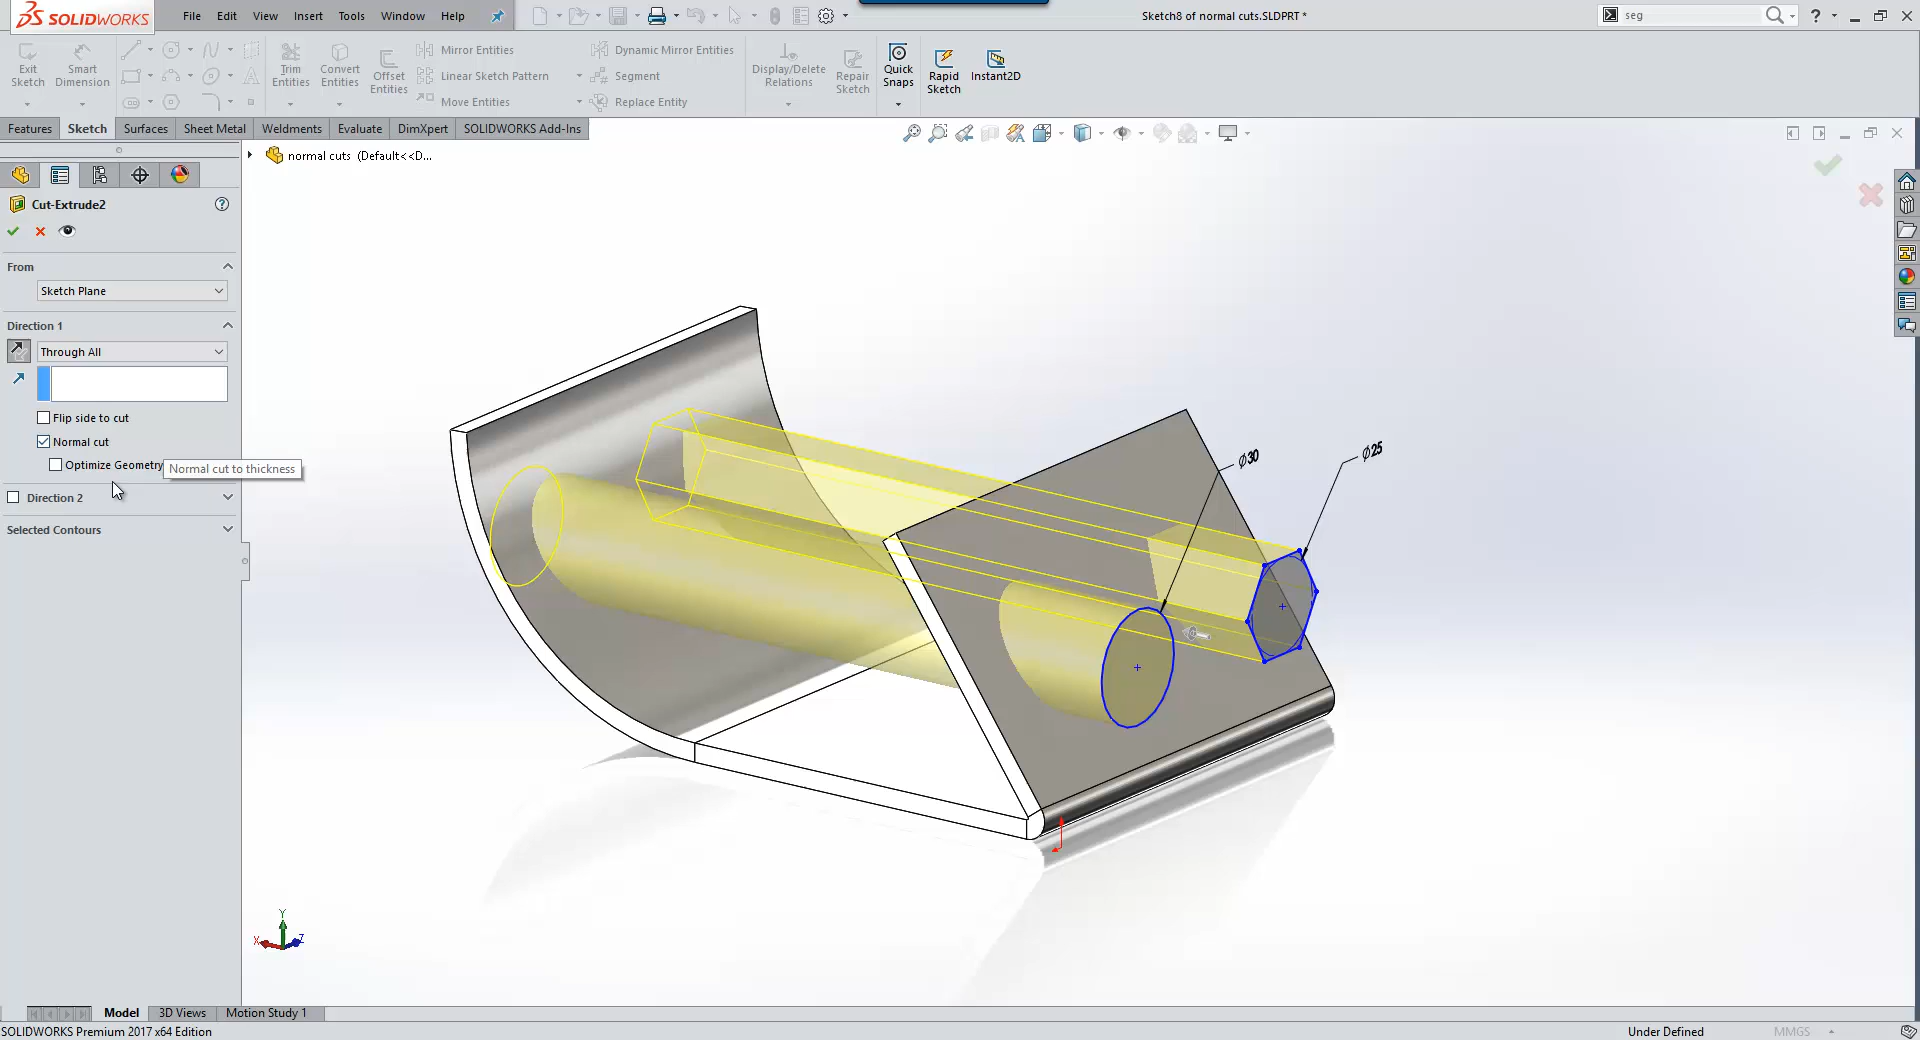 SOLIDWORKS
File Edit View Insert Tools Window Help
Sketch8 of normal cuts.SLDPRT *
seg
Exit Sketch
Smart Dimension
Trim Entities
Convert Entities
Offset Entities
Mirror Entities
Linear Sketch Pattern
Move Entities
Dynamic Mirror Entities
Segment
Replace Entity
Display/Delete Relations
Repair Sketch
Quick Snaps
Rapid Sketch
Instant2D
Features Sketch Surfaces Sheet Metal Weldments Evaluate DimXpert SOLIDWORKS Add-Ins
normal cuts (Default<<D...
Cut-Extrude2
From
Sketch Plane
Direction 1
Through All
Flip side to cut
Normal cut
Optimize Geometry
Normal cut to thickness
Direction 2
Selected Contours
Ø30
Ø25
Y
X
Z
Model 3D Views Motion Study 1
SOLIDWORKS Premium 2017 x64 Edition
Under Defined
MMGS